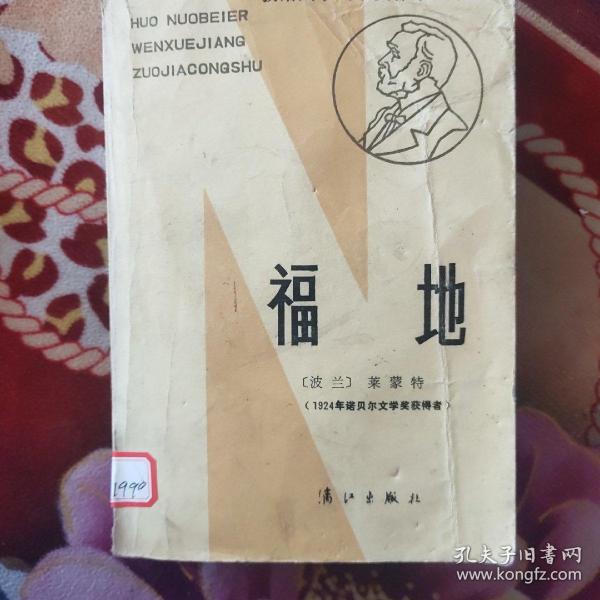 HUO NUOBEIER
WENXUEJIANG
ZUOJIACONGSHU
福地
〔波兰〕莱蒙特
(1924年诺贝尔文学奖获得者)
漓江出版社
1990
孔夫子旧书网
www.kongfz.com